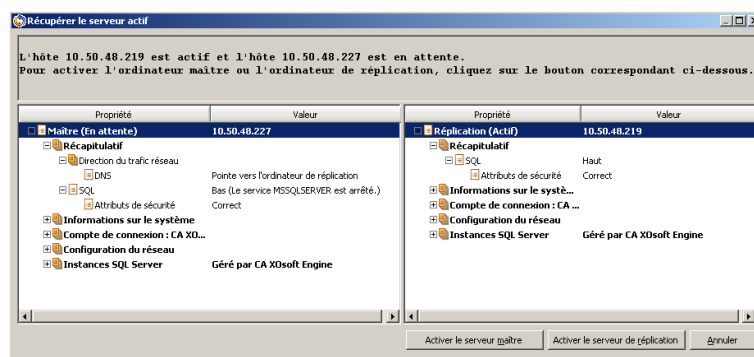 Récupérer le serveur actif
L'hôte 10.50.48.219 est actif et l'hôte 10.50.48.227 est en attente.
Pour activer l'ordinateur maître ou l'ordinateur de réplication, cliquez sur le bouton correspondant ci-dessous.
Propriété Valeur
Maître (En attente) 10.50.48.227
Récapitulatif
Direction du trafic réseau
DNS Pointe vers l'ordinateur de réplication
SQL Bas (Le service MSSQLSERVER est arrêté.)
Attributs de sécurité Correct
Informations sur le système
Compte de connexion : CA XO...
Configuration du réseau
Instances SQL Server Géré par CA XOsoft Engine
Propriété Valeur
Réplication (Actif) 10.50.48.219
Récapitulatif
SQL Haut
Attributs de sécurité Correct
Informations sur le systè...
Compte de connexion : CA ...
Configuration du réseau
Instances SQL Server Géré par CA XOsoft Engine
Activer le serveur maître Activer le serveur de réplication Annuler